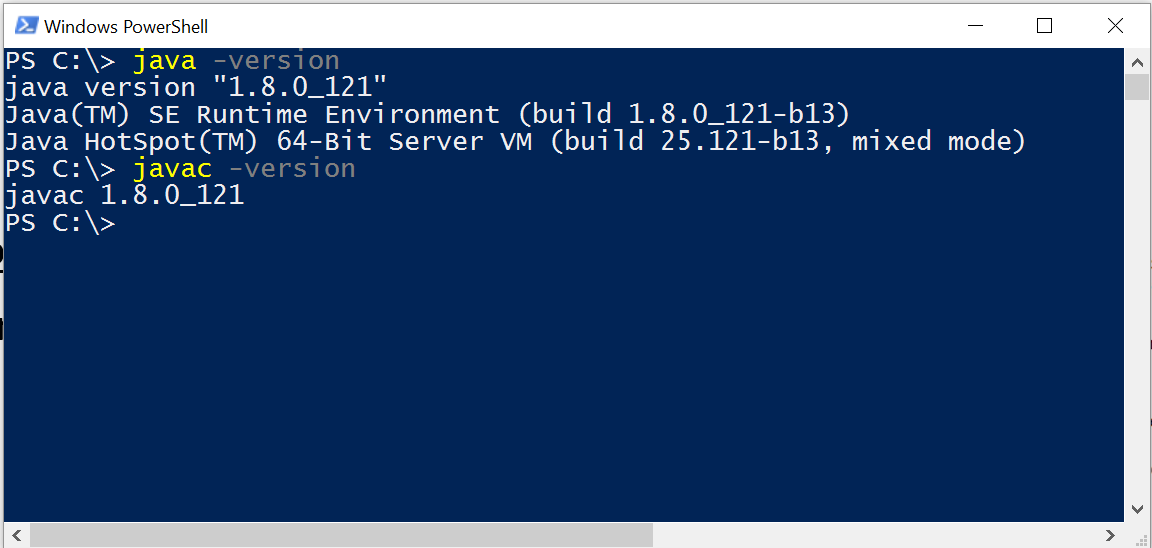 Windows PowerShell
PS C:\> java -version
java version "1.8.0_121"
Java(TM) SE Runtime Environment (build 1.8.0_121-b13)
Java HotSpot(TM) 64-Bit Server VM (build 25.121-b13, mixed mode)
PS C:\> javac -version
javac 1.8.0_121
PS C:\>